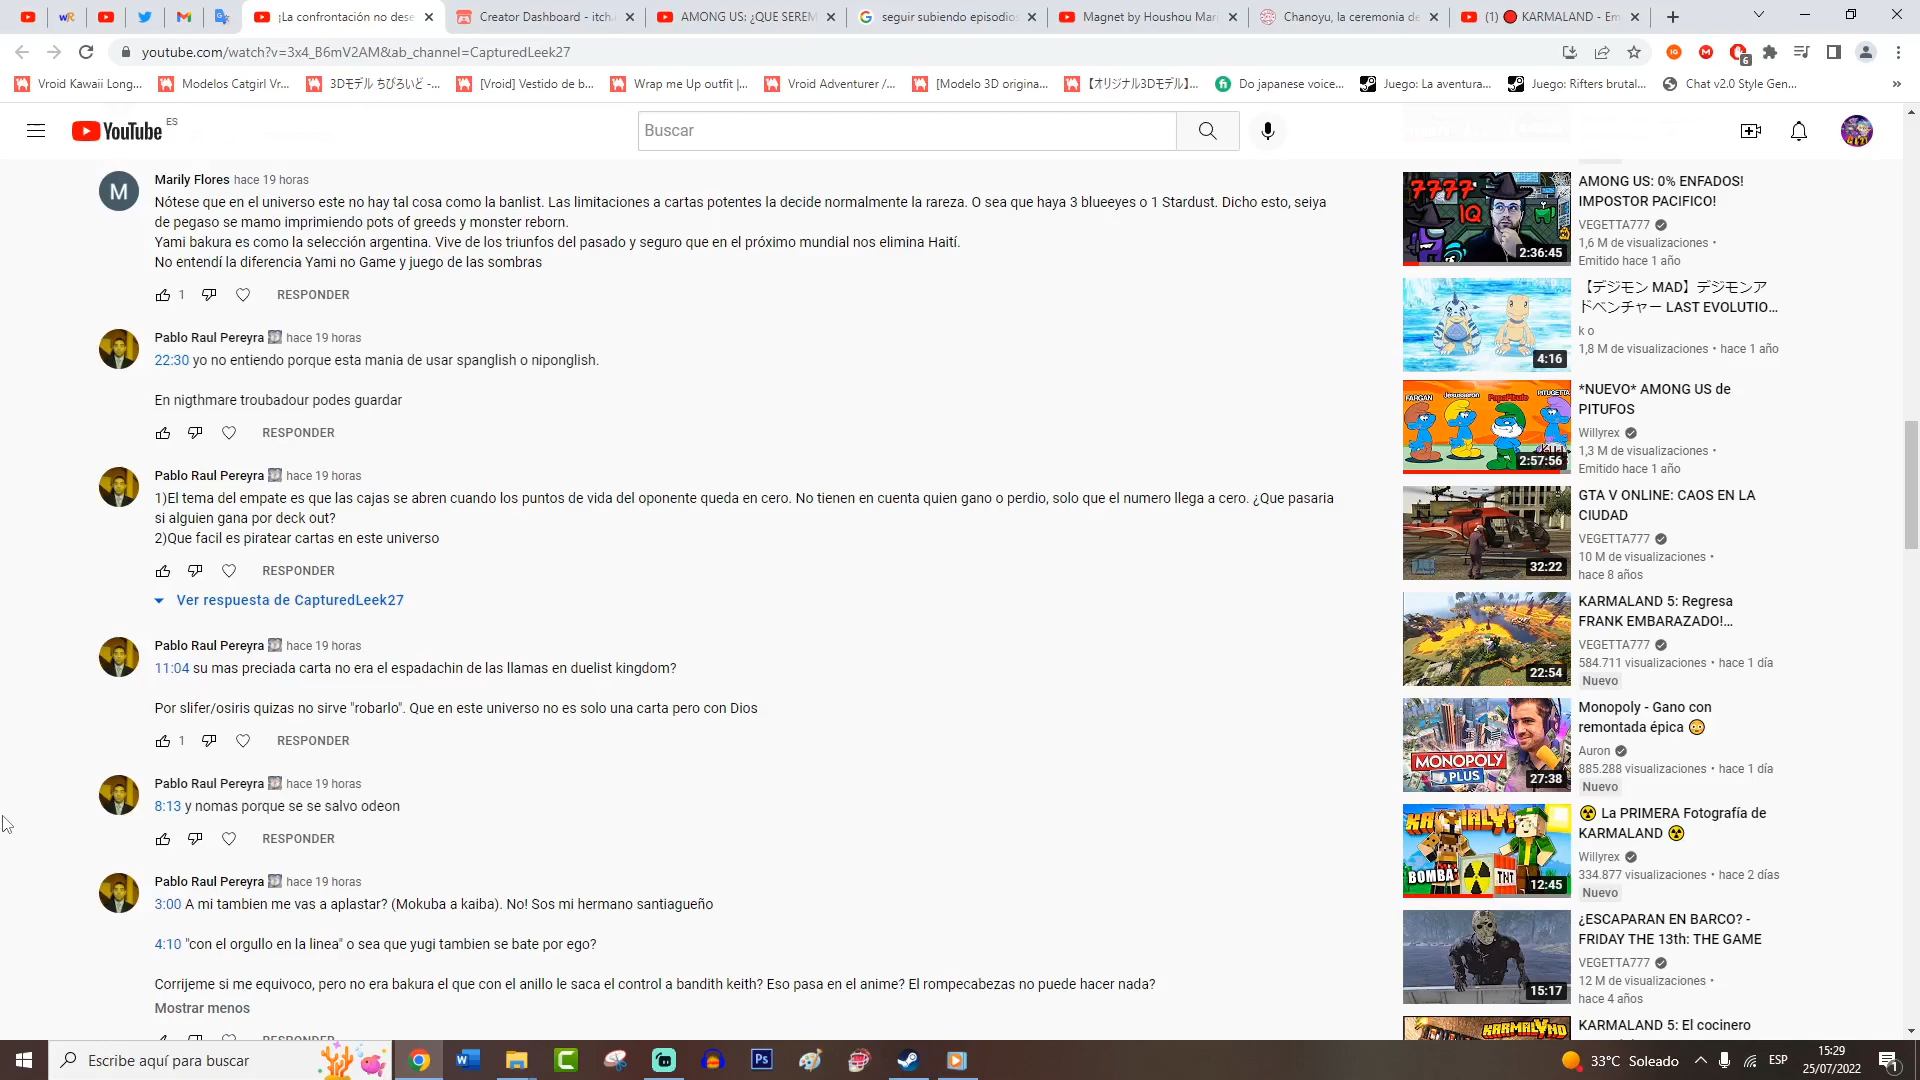 ¡La confrontación no dese
Creator Dashboard - itch.
AMONG US: ¿QUE SEREM
seguir subiendo episodios
Magnet by Houshou Mar
Chanoyu, la ceremonia de
(1) 🔴 KARMALAND - Em
youtube.com/watch?v=3x4_B6mV2AM&ab_channel=CapturedLeek27
6
Vroid Kawaii Long...
Modelos Catgirl Vr...
3Dモデル ちびろいど -...
[Vroid] Vestido de b...
Wrap me Up outfit |...
Vroid Adventurer /...
[Modelo 3D origina...
【オリジナル3Dモデル】...
Do japanese voice...
Juego: La aventura...
Juego: Rifters brutal...
Chat v2.0 Style Gen...
YouTube ES
Buscar
M
Marily Flores hace 19 horas
Nótese que en el universo este no hay tal cosa como la banlist. Las limitaciones a cartas potentes la decide normalmente la rareza. O sea que haya 3 blueeyes o 1 Stardust. Dicho esto, seiya
de pegaso se mamo imprimiendo pots of greeds y monster reborn.
Yami bakura es como la selección argentina. Vive de los triunfos del pasado y seguro que en el próximo mundial nos elimina Haití.
No entendí la diferencia Yami no Game y juego de las sombras
1 RESPONDER
Pablo Raul Pereyra hace 19 horas
22:30 yo no entiendo porque esta mania de usar spanglish o niponglish.
En nigthmare troubadour podes guardar
RESPONDER
Pablo Raul Pereyra hace 19 horas
1)El tema del empate es que las cajas se abren cuando los puntos de vida del oponente queda en cero. No tienen en cuenta quien gano o perdio, solo que el numero llega a cero. ¿Que pasaria
si alguien gana por deck out?
2)Que facil es piratear cartas en este universo
RESPONDER
Ver respuesta de CapturedLeek27
Pablo Raul Pereyra hace 19 horas
11:04 su mas preciada carta no era el espadachin de las llamas en duelist kingdom?
Por slifer/osiris quizas no sirve "robarlo". Que en este universo no es solo una carta pero con Dios
1 RESPONDER
Pablo Raul Pereyra hace 19 horas
8:13 y nomas porque se se salvo odeon
RESPONDER
Pablo Raul Pereyra hace 19 horas
3:00 A mi tambien me vas a aplastar? (Mokuba a kaiba). No! Sos mi hermano santiagueño
4:10 "con el orgullo en la linea" o sea que yugi tambien se bate por ego?
Corrijeme si me equivoco, pero no era bakura el que con el anillo le saca el control a bandith keith? Eso pasa en el anime? El rompecabezas no puede hacer nada?
Mostrar menos
RESPONDER
7777
IQ
2:36:45
AMONG US: 0% ENFADOS!
IMPOSTOR PACIFICO!
VEGETTA777
1,6 M de visualizaciones •
Emitido hace 1 año
4:16
【デジモン MAD】デジモンア
ドベンチャー LAST EVOLUTIO...
k o
1,8 M de visualizaciones • hace 1 año
FARGAN
2:57:56
*NUEVO* AMONG US de
PITUFOS
Willyrex
1,3 M de visualizaciones •
Emitido hace 1 año
32:22
GTA V ONLINE: CAOS EN LA
CIUDAD
VEGETTA777
10 M de visualizaciones •
hace 8 años
22:54
KARMALAND 5: Regresa
FRANK EMBARAZADO!...
VEGETTA777
584.711 visualizaciones • hace 1 día
Nuevo
MONOPOLY
PLUS
27:38
Monopoly - Gano con
remontada épica 😳
Auron
885.288 visualizaciones • hace 1 día
Nuevo
BOMBA
TNT
12:45
☢ La PRIMERA Fotografía de
KARMALAND ☢
Willyrex
334.877 visualizaciones • hace 2 días
Nuevo
15:17
¿ESCAPARAN EN BARCO? -
FRIDAY THE 13th: THE GAME
VEGETTA777
12 M de visualizaciones •
hace 4 años
KARMALAND 5: El cocinero
Escribe aquí para buscar
33°C Soleado
ESP
15:29
25/07/2022
1